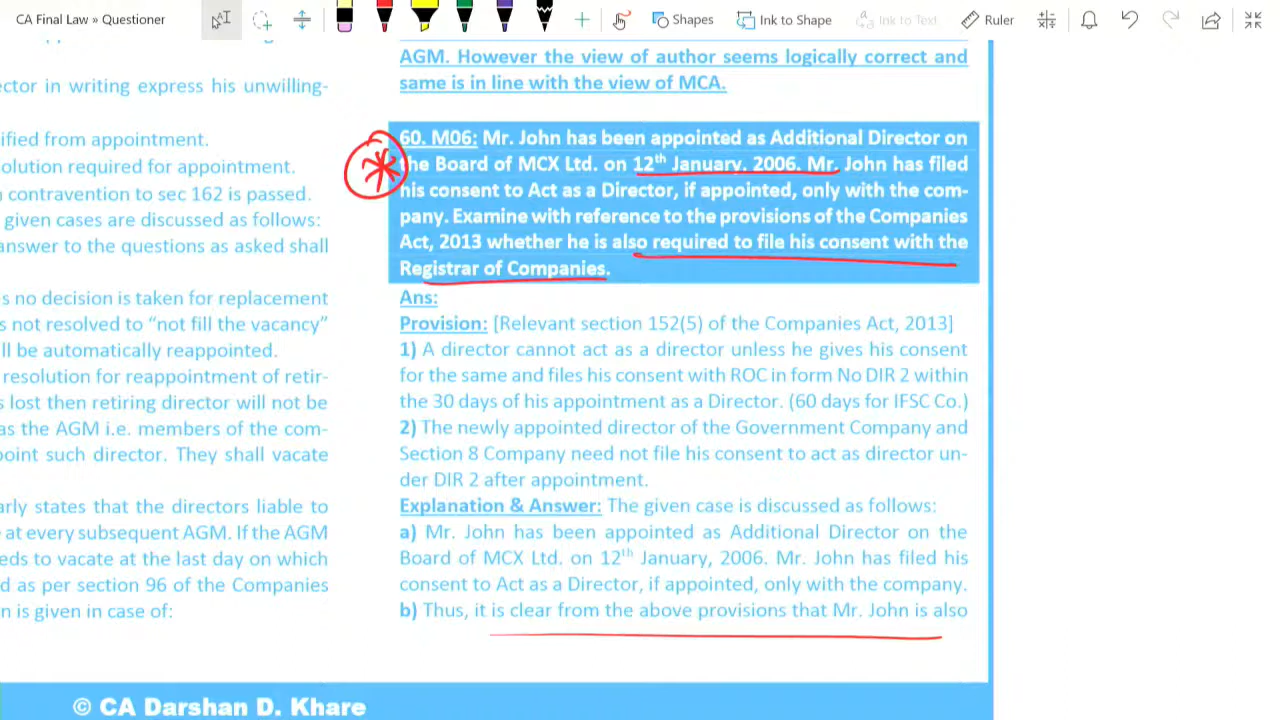 CA Final Law » Questioner
Shapes
Ink to Shape
Ink to Text
Ruler
ector in writing express his unwilling-
ified from appointment.
solution required for appointment.
n contravention to sec 162 is passed.
given cases are discussed as follows:
answer to the questions as asked shall
s no decision is taken for replacement
s not resolved to “not fill the vacancy”
ll be automatically reappointed.
resolution for reappointment of retir-
s lost then retiring director will not be
as the AGM i.e. members of the com-
point such director. They shall vacate
arly states that the directors liable to
e at every subsequent AGM. If the AGM
eeds to vacate at the last day on which
d as per section 96 of the Companies
n is given in case of:
AGM. However the view of author seems logically correct and
same is in line with the view of MCA.
60. M06: Mr. John has been appointed as Additional Director on
the Board of MCX Ltd. on 12th January, 2006. Mr. John has filed
his consent to Act as a Director, if appointed, only with the com-
pany. Examine with reference to the provisions of the Companies
Act, 2013 whether he is also required to file his consent with the
Registrar of Companies.
Ans:
Provision: [Relevant section 152(5) of the Companies Act, 2013]
1) A director cannot act as a director unless he gives his consent
for the same and files his consent with ROC in form No DIR 2 within
the 30 days of his appointment as a Director. (60 days for IFSC Co.)
2) The newly appointed director of the Government Company and
Section 8 Company need not file his consent to act as director un-
der DIR 2 after appointment.
Explanation & Answer: The given case is discussed as follows:
a) Mr. John has been appointed as Additional Director on the
Board of MCX Ltd. on 12th January, 2006. Mr. John has filed his
consent to Act as a Director, if appointed, only with the company.
b) Thus, it is clear from the above provisions that Mr. John is also
© CA Darshan D. Khare